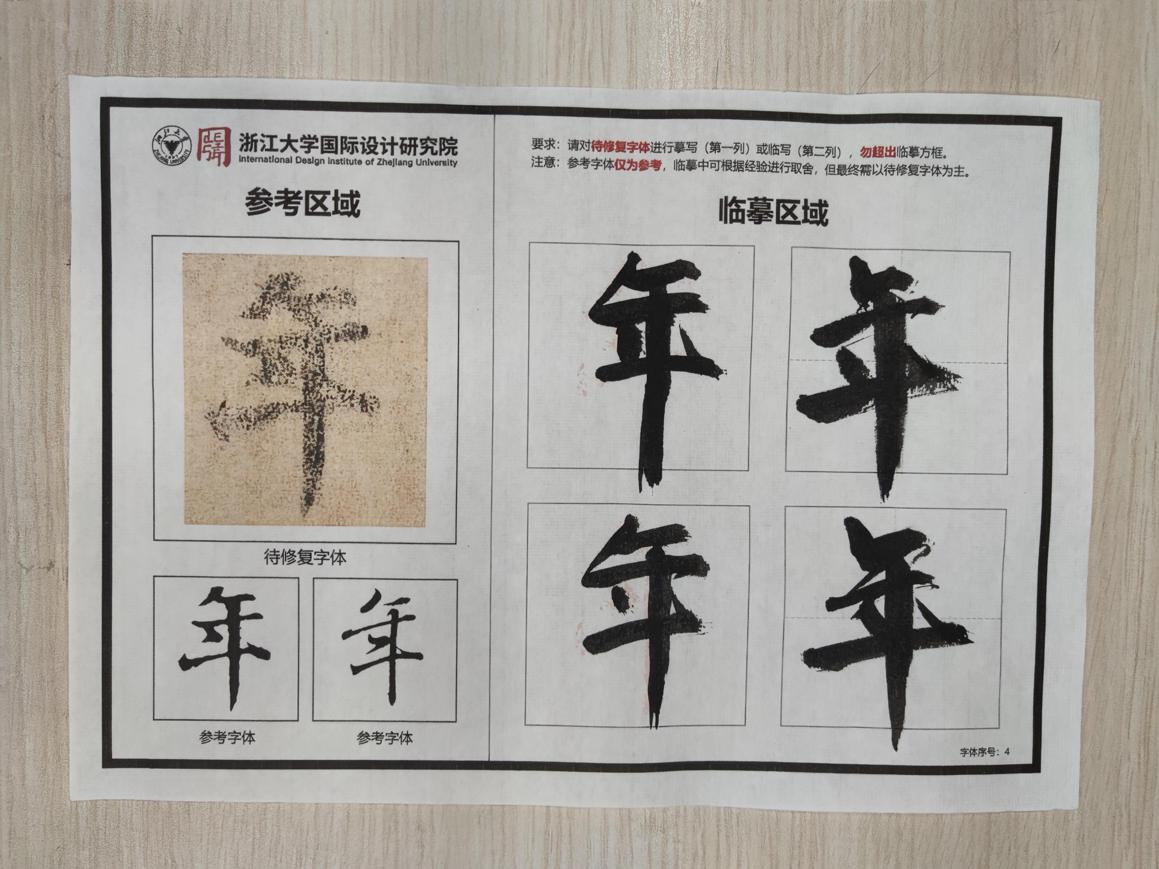 浙江大学国际设计研究院
International Design Institute of Zhejiang University
参考区域
年
待修复字体
年
年
参考字体
参考字体
要求：请对待修复字体进行摹写（第一列）或临写（第二列），勿超出临摹方框。
注意：参考字体仅为参考，临摹中可根据经验进行取舍，但最终需以待修复字体为主。
临摹区域
年
年
年
年
字体序号：4